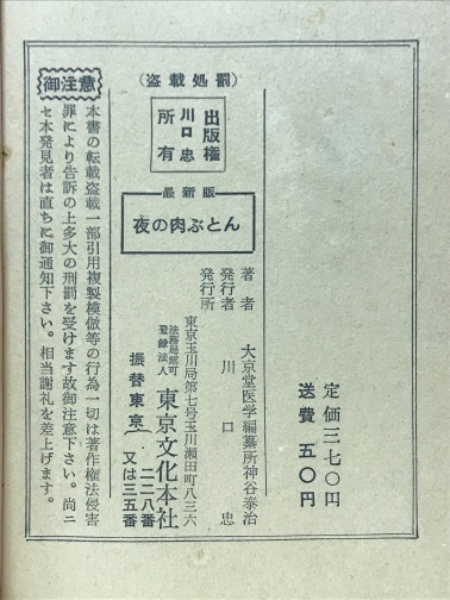 定価三七〇円
送費 五〇円
著者 大京堂医学編纂所神谷泰治
発行者 川口忠
発行所
東京玉川局第七号玉川瀬田町八三六
法務局認可
登録法人
東京文化本社
振替東京
二二八番
又は三五番
(盗載処罰)
出版権
川口忠
所有
最新版
夜の肉ぶとん
御注意
本書の転載盗載一部引用複製模倣等の行為一切は著作権法侵害
罪により告訴の上多大の刑罰を受けます故御注意下さい。尚ニ
セ本発見者は直ちに御通知下さい。相当謝礼を差上げます。